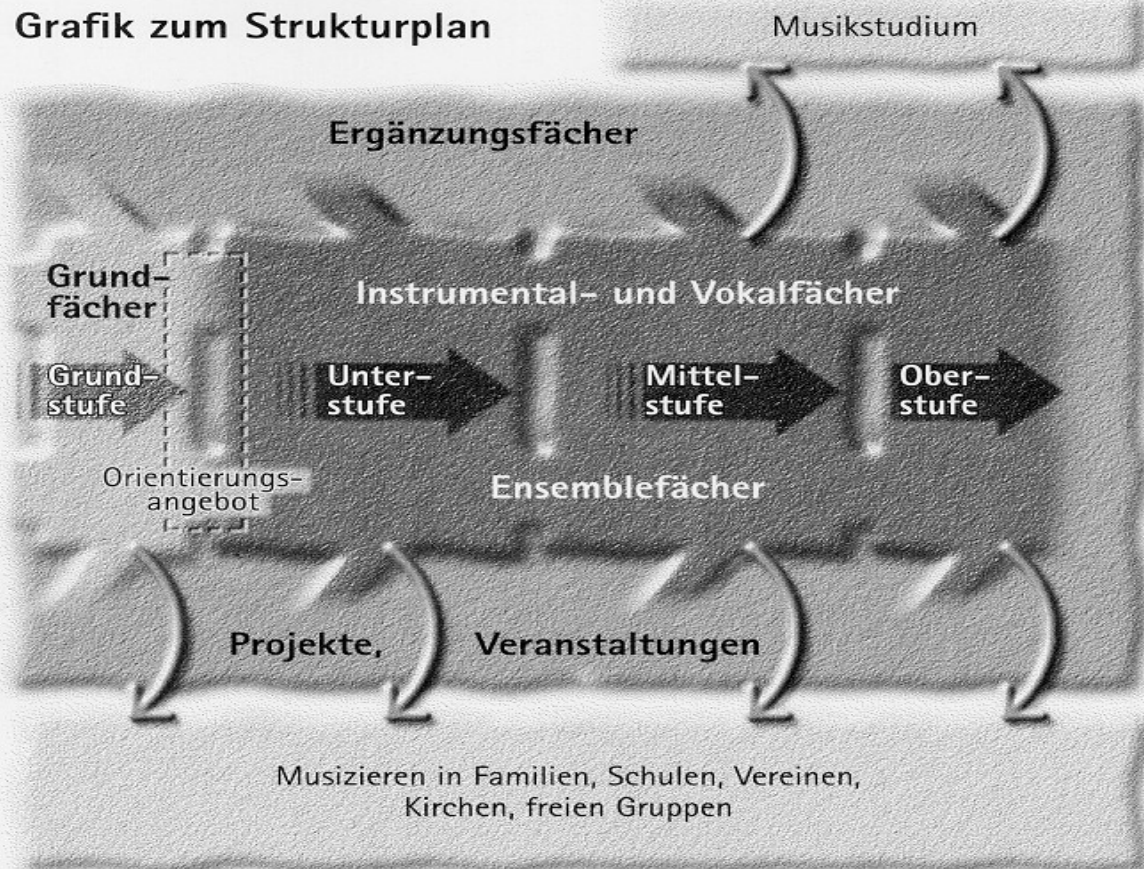 Grafik zum Strukturplan
Musikstudium
Ergänzungsfächer
Grund-
fächer
Instrumental- und Vokalfächer
Grund-
stufe
Unter-
stufe
Mittel-
stufe
Ober-
stufe
Orientierungs-
angebot
Ensemblefächer
Projekte, Veranstaltungen
Musizieren in Familien, Schulen, Vereinen,
Kirchen, freien Gruppen